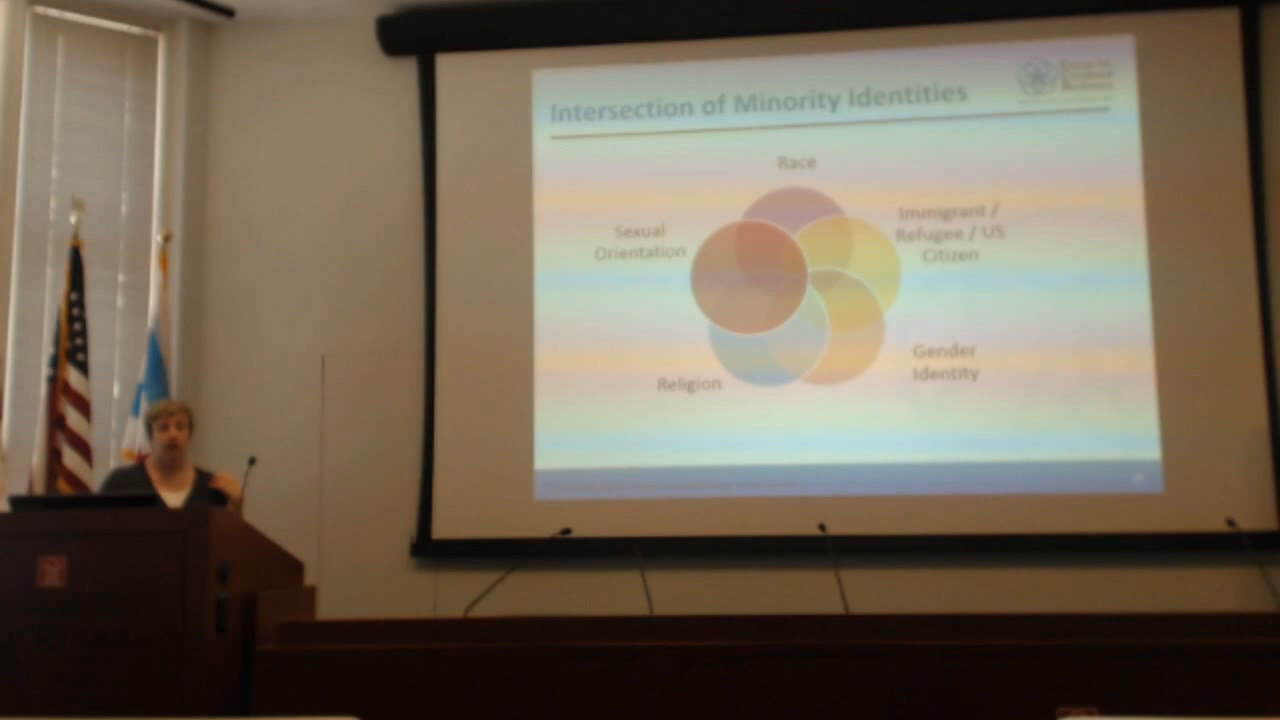 Intersection of Minority Identities
Race
Immigrant /
Refugee / US
Citizen
Sexual
Orientation
Gender
Identity
Religion